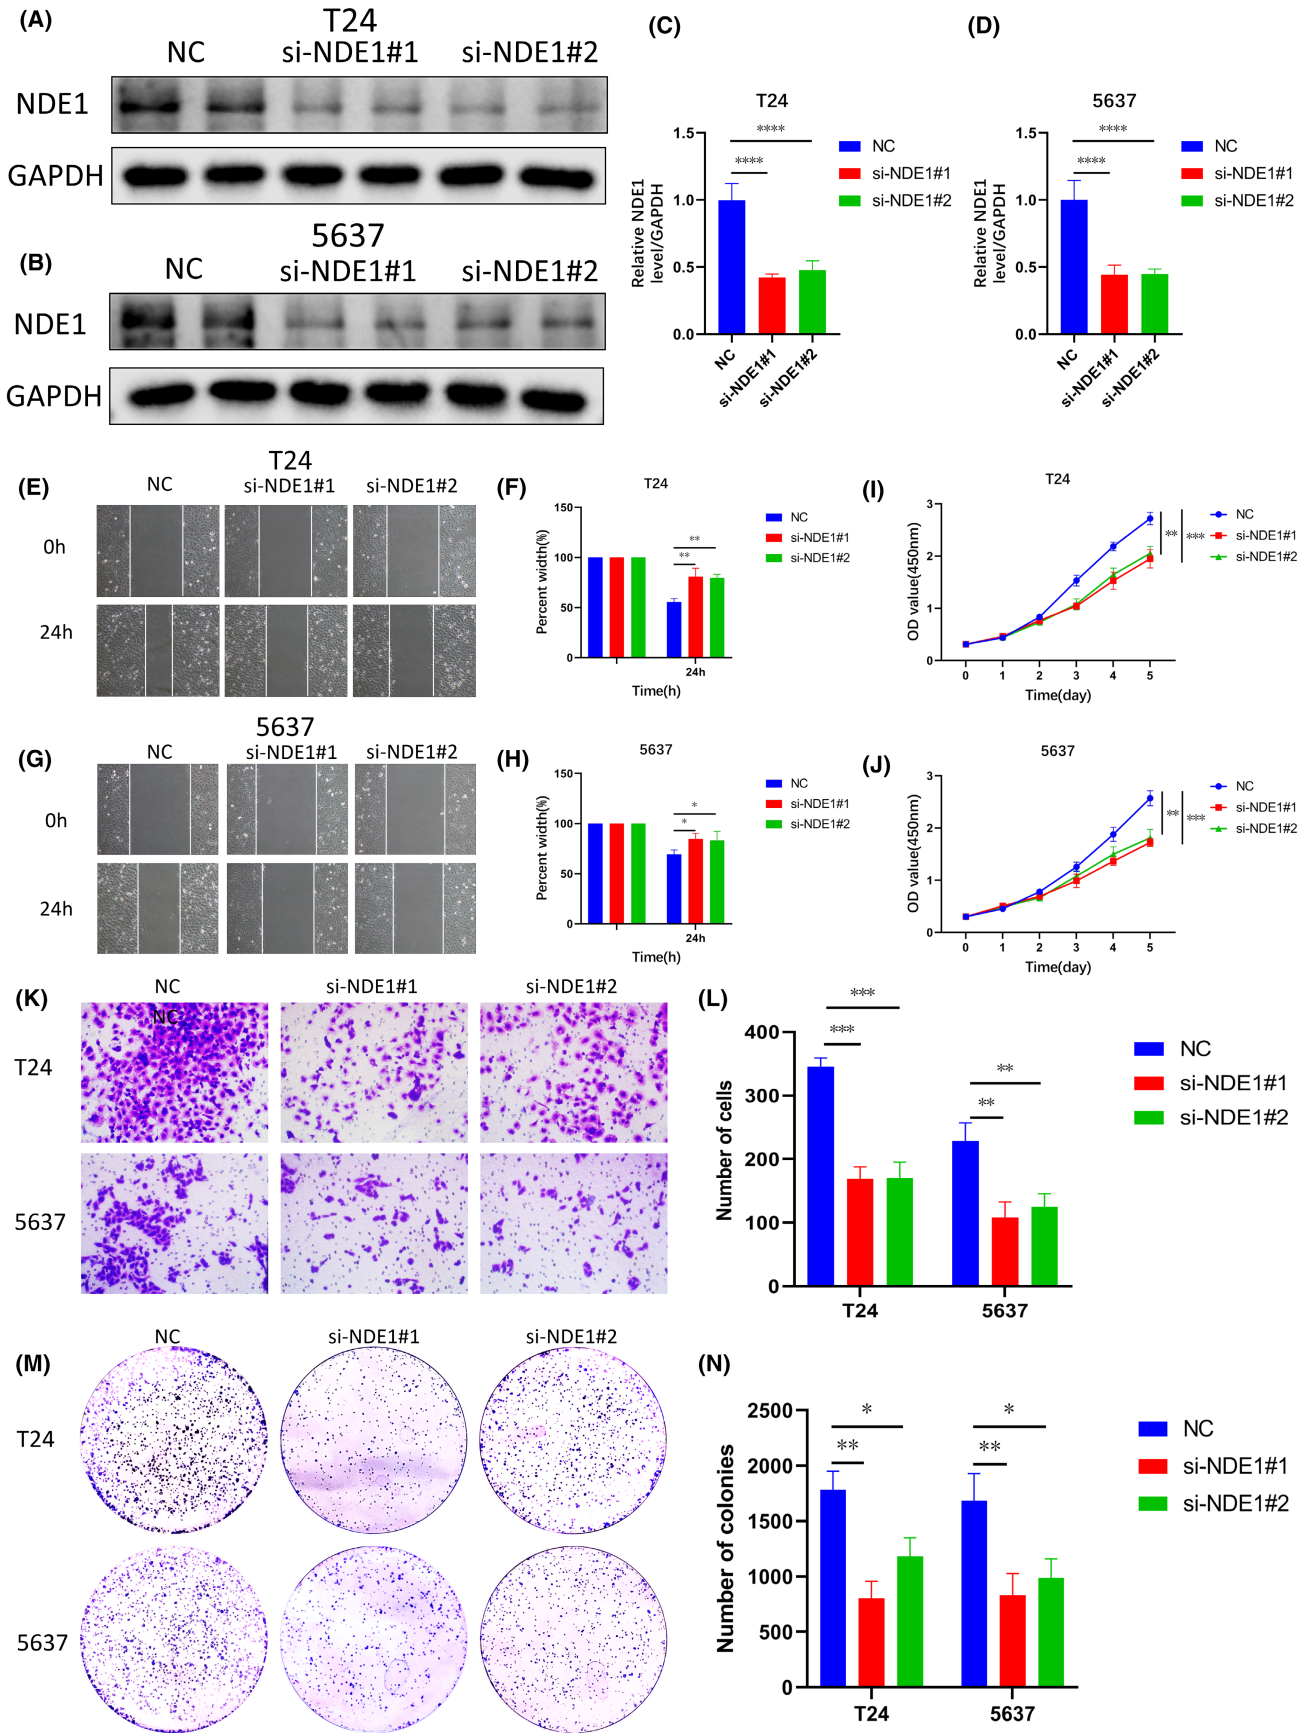 (A)
T24
NC si-NDE1#1 si-NDE1#2
NDE1
GAPDH
(B)
5637
NC si-NDE1#1 si-NDE1#2
NDE1
GAPDH
(C)
T24
Relative NDE1
level/GAPDH
1.5
1.0
0.5
0.0
****
****
NC
si-NDE1#1
si-NDE1#2
NC
si-NDE1#1
si-NDE1#2
(D)
5637
Relative NDE1
level/GAPDH
1.5
1.0
0.5
0.0
****
****
NC
si-NDE1#1
si-NDE1#2
NC
si-NDE1#1
si-NDE1#2
(E)
T24
NC si-NDE1#1 si-NDE1#2
0h
24h
(F)
T24
Percent width(%)
150
100
50
0
**
**
24h
Time(h)
NC
si-NDE1#1
si-NDE1#2
(I)
T24
OD value(450nm)
3
2
1
0
0 1 2 3 4 5
Time(day)
** ***
NC
si-NDE1#1
si-NDE1#2
(G)
5637
NC si-NDE1#1 si-NDE1#2
0h
24h
(H)
5637
Percent width(%)
150
100
50
0
*
*
24h
Time(h)
NC
si-NDE1#1
si-NDE1#2
(J)
5637
OD value(450nm)
3
2
1
0
0 1 2 3 4 5
Time(day)
** ***
NC
si-NDE1#1
si-NDE1#2
(K)
NC si-NDE1#1 si-NDE1#2
NC
T24
5637
(L)
Number of cells
400
300
200
100
0
***
***
**
**
T24 5637
NC
si-NDE1#1
si-NDE1#2
(M)
NC si-NDE1#1 si-NDE1#2
T24
5637
(N)
Number of colonies
2500
2000
1500
1000
500
0
*
**
*
**
T24 5637
NC
si-NDE1#1
si-NDE1#2